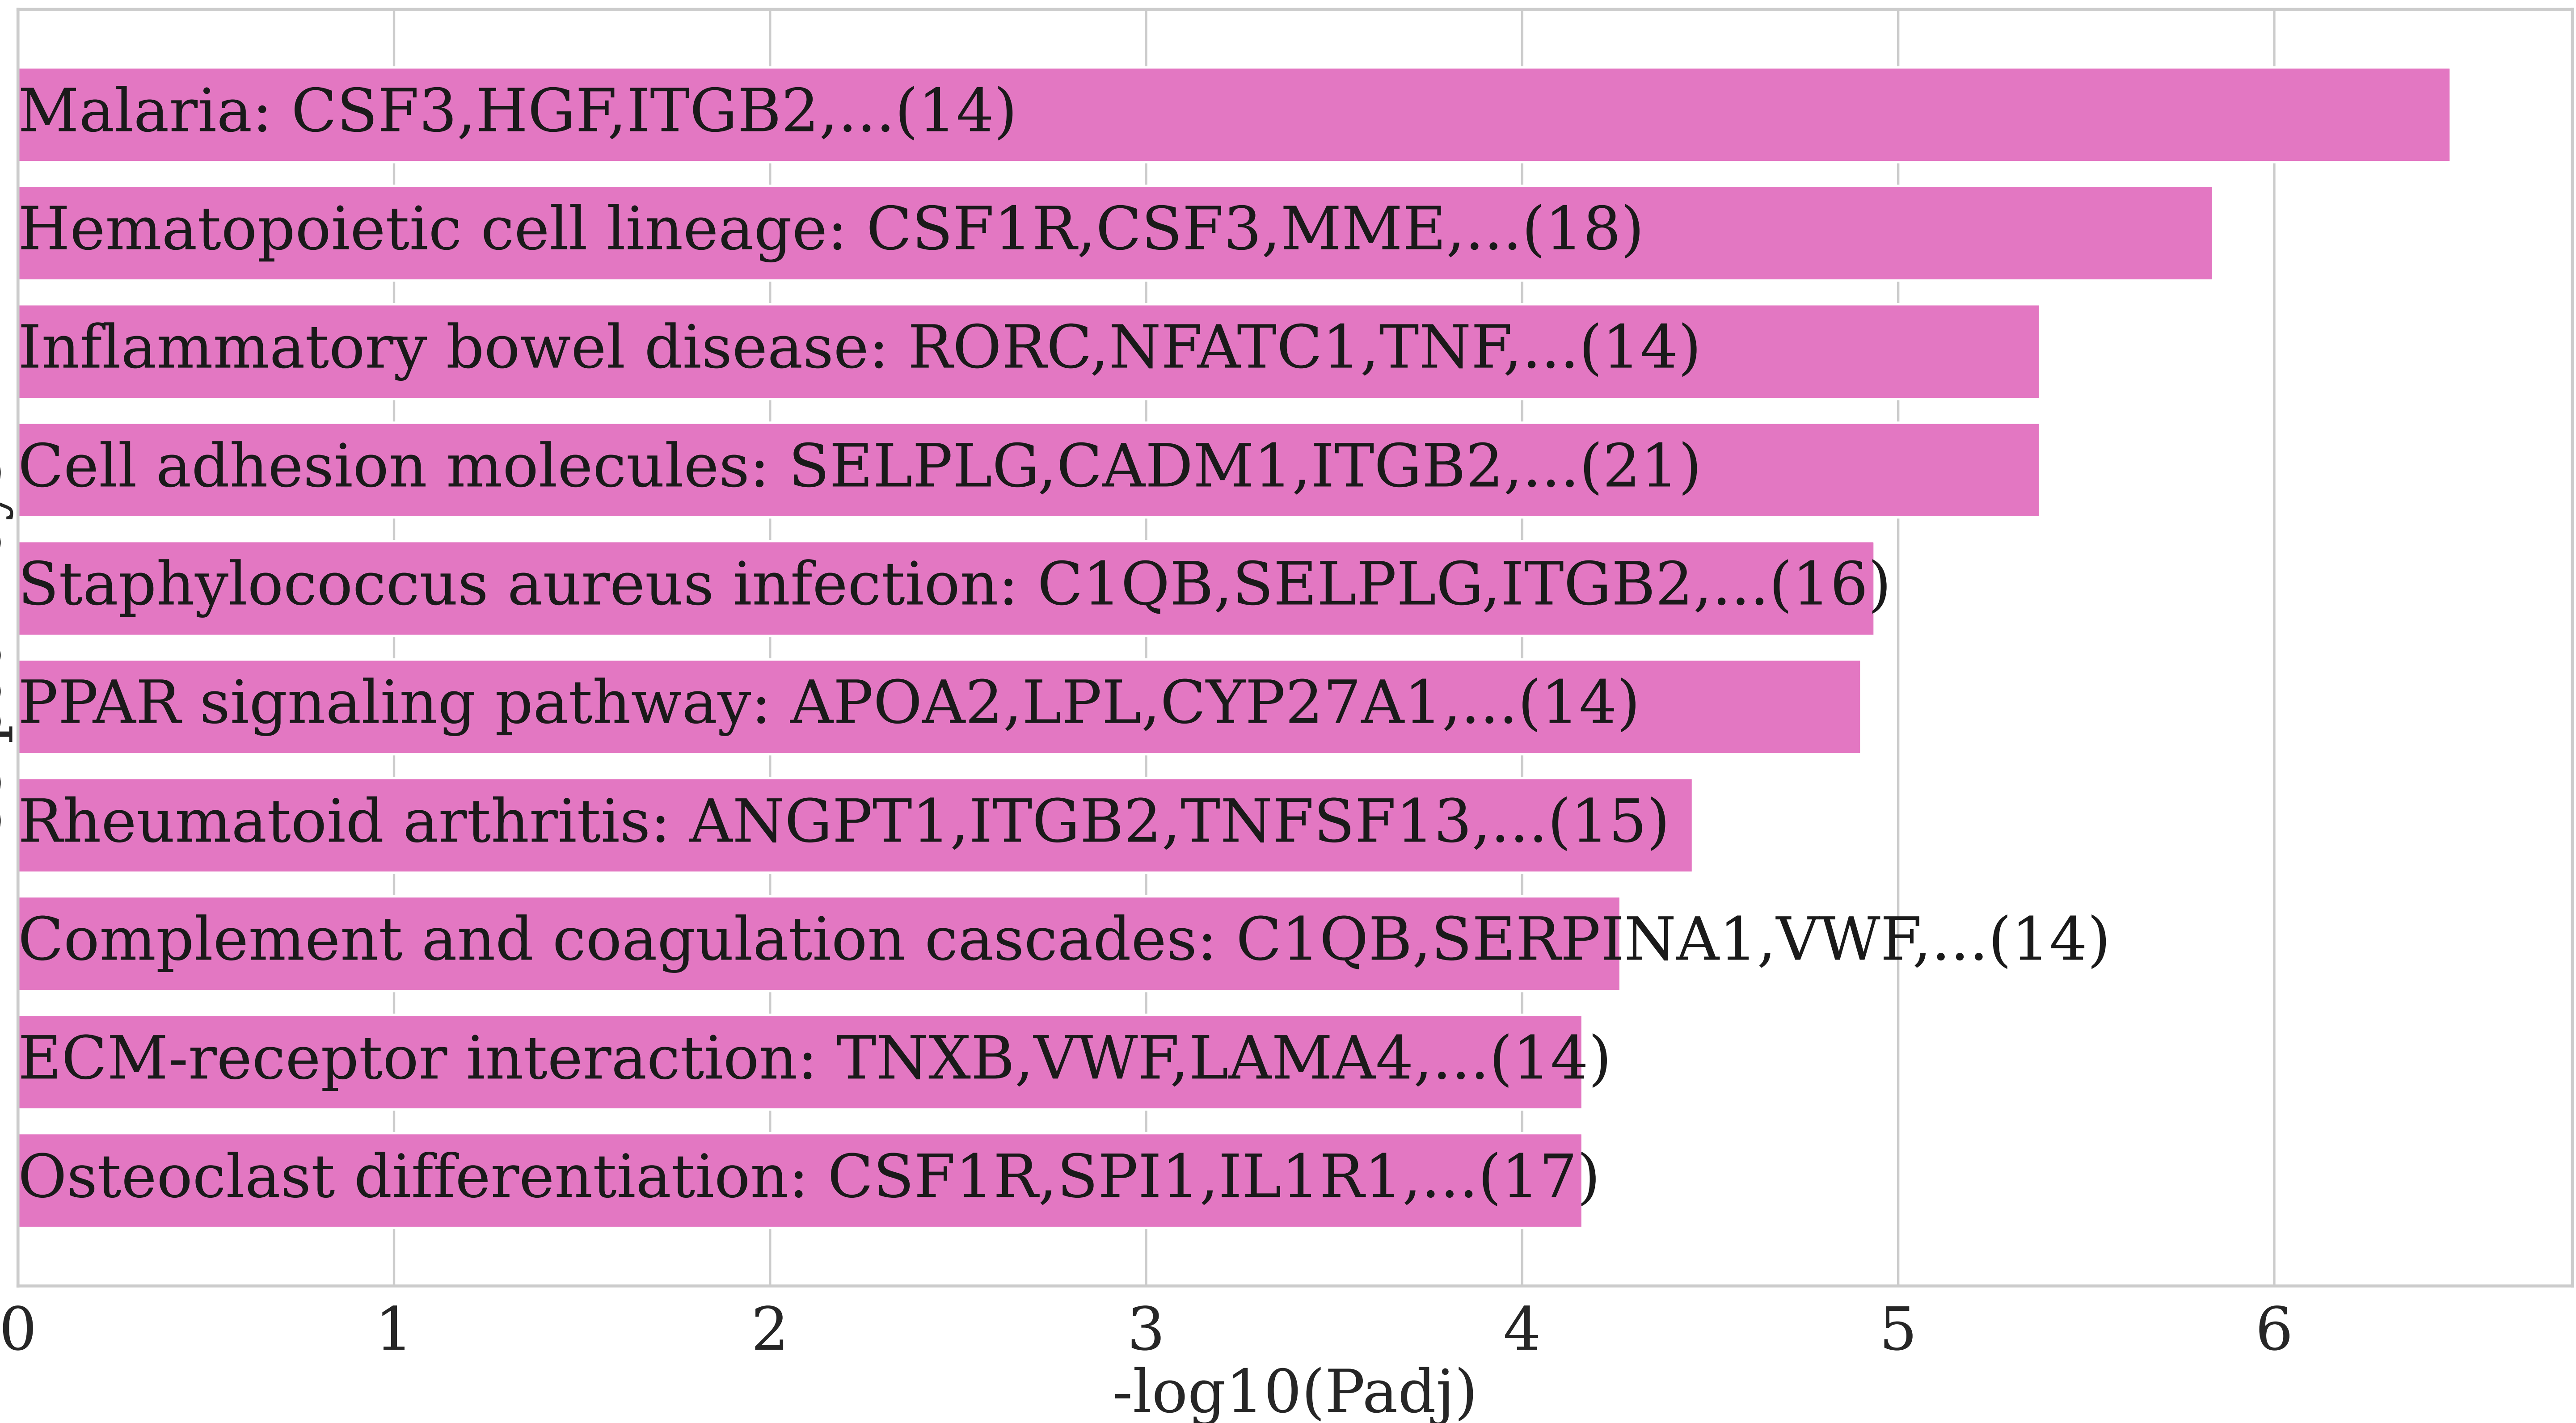 Malaria: CSF3,HGF,ITGB2,...(14)
Hematopoietic cell lineage: CSF1R,CSF3,MME,...(18)
Inflammatory bowel disease: RORC,NFATC1,TNF,...(14)
Cell adhesion molecules: SELPLG,CADM1,ITGB2,...(21)
Staphylococcus aureus infection: C1QB,SELPLG,ITGB2,...(16)
PPAR signaling pathway: APOA2,LPL,CYP27A1,...(14)
Rheumatoid arthritis: ANGPT1,ITGB2,TNFSF13,...(15)
Complement and coagulation cascades: C1QB,SERPINA1,VWF,...(14)
ECM-receptor interaction: TNXB,VWF,LAMA4,...(14)
Osteoclast differentiation: CSF1R,SPI1,IL1R1,...(17)
0 1 2 3 4 5 6
-log10(Padj)